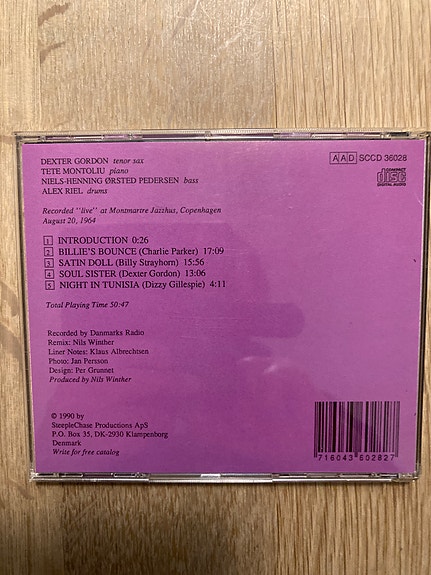 DEXTER GORDON tenor sax
TETE MONTOLIU piano
NIELS-HENNING ØRSTED PEDERSEN bass
ALEX RIEL drums
AAD SCCD 36028
COMPACT
disc
DIGITAL AUDIO
Recorded "live" at Montmartre Jazzhus, Copenhagen
August 20, 1964
1 INTRODUCTION 0:26
2 BILLIE'S BOUNCE (Charlie Parker) 17:09
3 SATIN DOLL (Billy Strayhorn) 15:56
4 SOUL SISTER (Dexter Gordon) 13:06
5 NIGHT IN TUNISIA (Dizzy Gillespie) 4:11
Total Playing Time 50:47
Recorded by Danmarks Radio
Remix: Nils Winther
Liner Notes: Klaus Albrechtsen
Photo: Jan Persson
Design: Per Grunnet
Produced by Nils Winther
© 1990 by
SteepleChase Productions ApS
P.O. Box 35, DK-2930 Klampenborg
Denmark
Write for free catalog
716043 602827